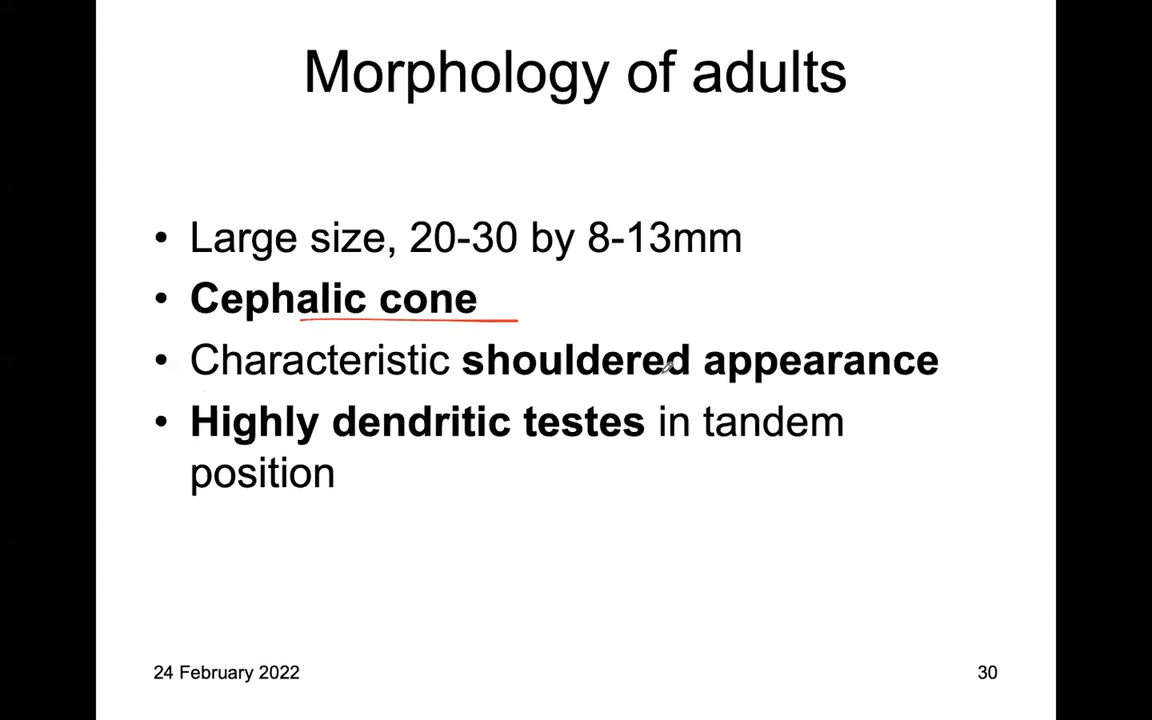 Morphology of adults
• Large size, 20-30 by 8-13mm
• Cephalic cone
• Characteristic shouldered appearance
• Highly dendritic testes in tandem
position
24 February 2022
30